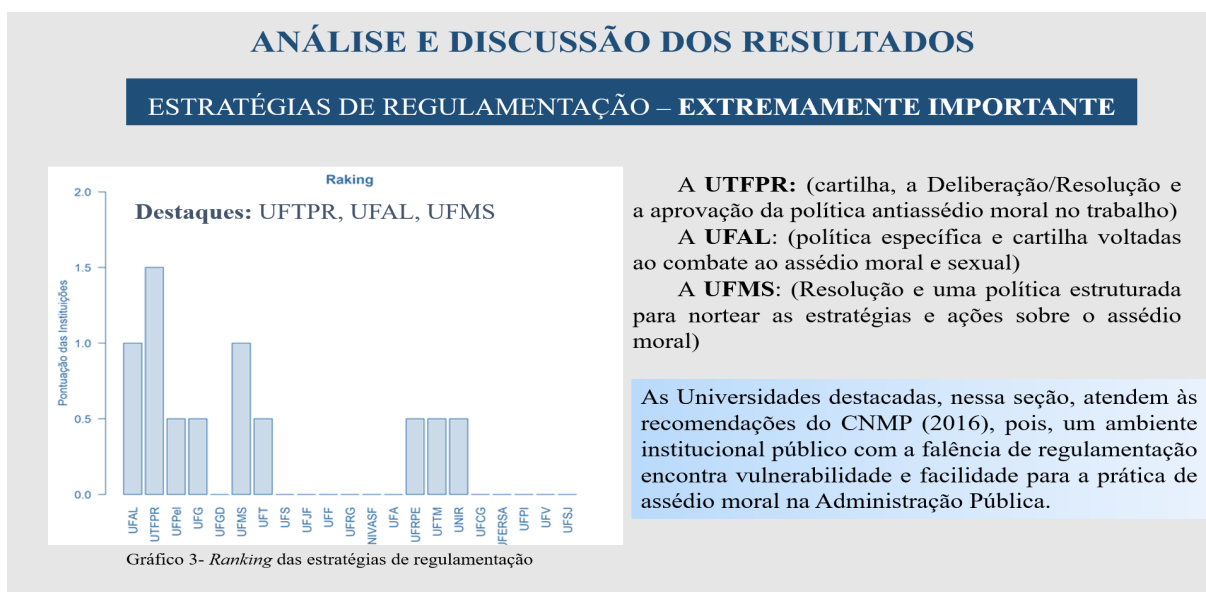 ANÁLISE E DISCUSSÃO DOS RESULTADOS
ESTRATÉGIAS DE REGULAMENTAÇÃO – EXTREMAMENTE IMPORTANTE
Raking
Destaques: UFTPR, UFAL, UFMS
Pontuação das Instituições
2.0
1.5
1.0
0.5
0.0
UFAL
UTFPR
UFPel
UFG
UFGD
UFMS
UFT
UFS
UFJF
UFF
UFRG
NIVASF
UFA
UFRPE
UFTM
UNIR
UFCG
UFERSA
UFPI
UFV
UFSJ
Gráfico 3- Ranking das estratégias de regulamentação
A UTFPR: (cartilha, a Deliberação/Resolução e
a aprovação da política antiassédio moral no trabalho)
A UFAL: (política específica e cartilha voltadas
ao combate ao assédio moral e sexual)
A UFMS: (Resolução e uma política estruturada
para nortear as estratégias e ações sobre o assédio
moral)
As Universidades destacadas, nessa seção, atendem às
recomendações do CNMP (2016), pois, um ambiente
institucional público com a falência de regulamentação
encontra vulnerabilidade e facilidade para a prática de
assédio moral na Administração Pública.